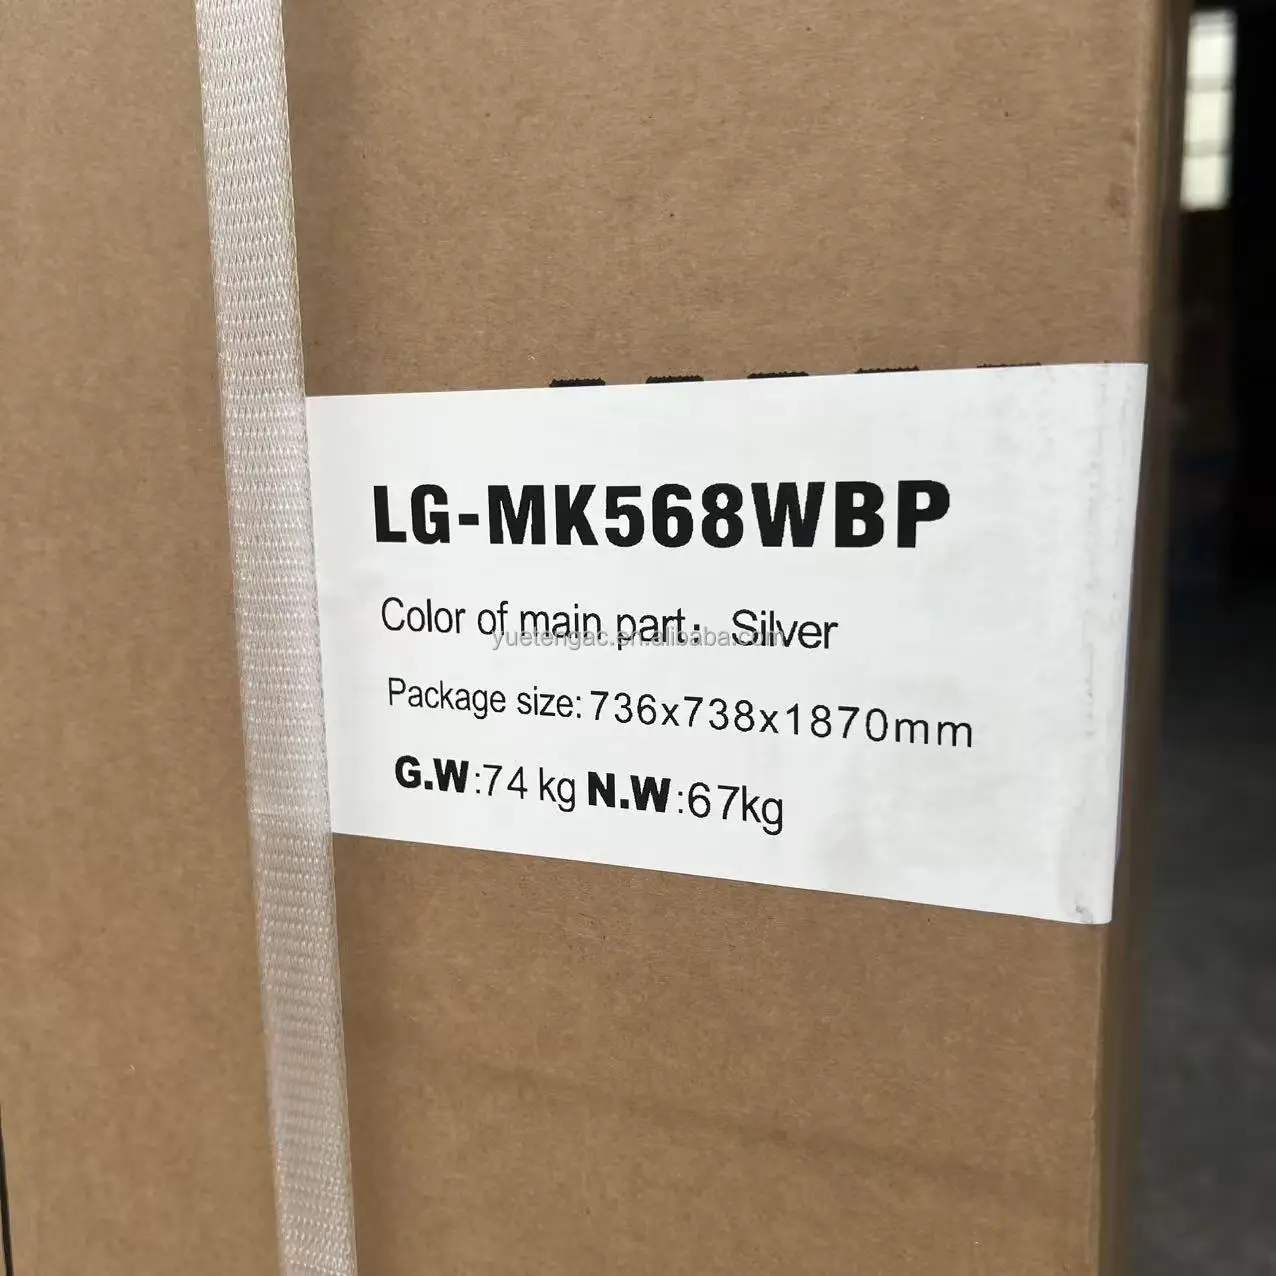 LG-MK568WBP
Color of main part: Silver
yuetengac.en.alibaba.com
Package size: 736x738x1870mm
G.W:74 kg N.W:67kg